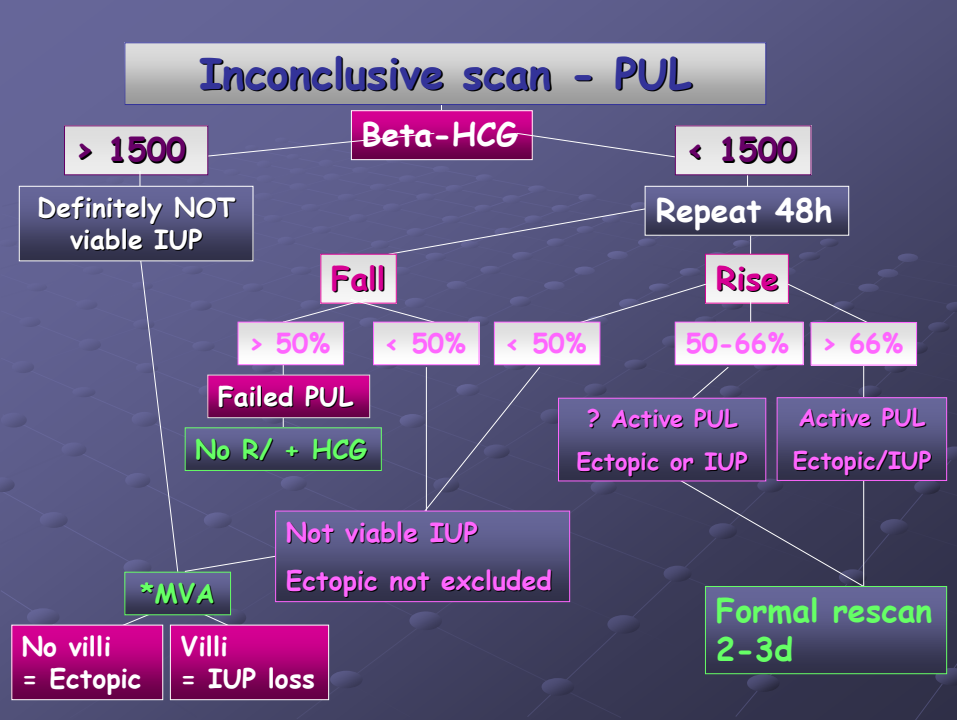 Inconclusive scan - PUL
Beta-HCG
> 1500
< 1500
Definitely NOT
viable IUP
Repeat 48h
Fall
Rise
> 50%
< 50%
< 50%
50-66%
> 66%
Failed PUL
No R/ + HCG
? Active PUL
Ectopic or IUP
Active PUL
Ectopic/IUP
Not viable IUP
Ectopic not excluded
*MVA
No villi
= Ectopic
Villi
= IUP loss
Formal rescan
2-3d